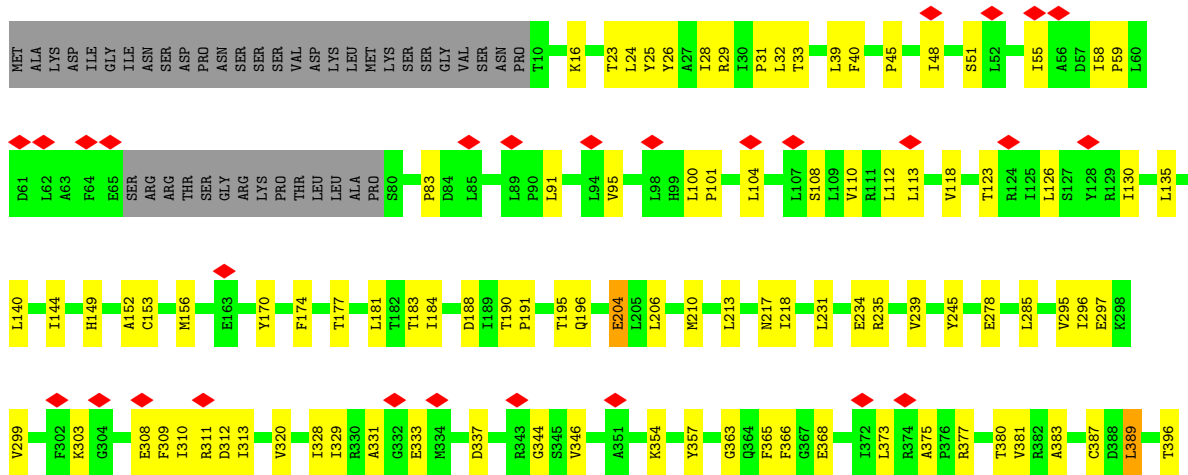 MET ALA LYS ASP ILE GLY ILE ASN SER ASP PRO ASN SER SER SER VAL ASP LYS LEU MET LYS SER SER GLY VAL SER ASN PRO T10 K16 T23 L24 Y25 Y26 A27 I28 R29 I30 P31 L32 T33 L39 F40 P45 I48 S51 L52 I55 A56 D57 I58 P59 L60
D61 L62 A63 F64 E65 SER ARG ARG THR SER GLY ARG LYS PRO THR LEU LEU ALA PRO S80 P83 D84 L85 L89 P90 L91 L94 V95 L98 H99 L100 P101 L104 L107 S108 L109 V110 R111 L112 L113 V118 T123 R124 I125 L126 S127 Y128 R129 I130 L135
L140 I144 H149 A152 C153 M156 E163 Y170 F174 T177 L181 T182 T183 I184 D188 I189 T190 P191 T195 Q196 E204 L205 L206 M210 L213 N217 I218 L231 E234 R235 V239 Y245 E278 L285 V295 I296 E297 K298
V299 F302 K303 G304 E308 F309 I310 R311 D312 I313 V320 I328 I329 R330 A331 G332 E333 M334 D337 R343 G344 S345 V346 A351 K354 Y357 G363 Q364 F365 F366 G367 E368 I372 L373 R374 A375 P376 R377 T380 V381 R382 A383 C387 D388 L389 T396